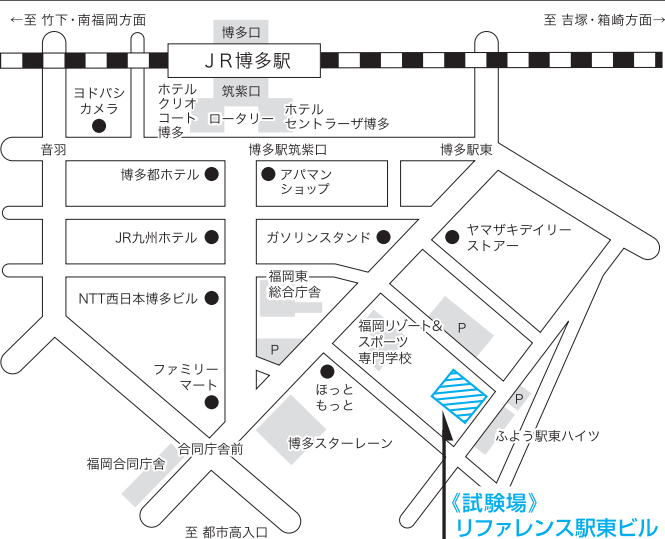 ←至 竹下・南福岡方面
至 吉塚・箱崎方面→
博多口
JR博多駅
筑紫口
ロータリー
ヨドバシ
カメラ
ホテル
クリオ
コート
博多
ホテル
セントラーザ博多
音羽
博多駅筑紫口
博多駅東
博多都ホテル
アパマン
ショップ
JR九州ホテル
ガソリンスタンド
ヤマザキデイリー
ストアー
NTT西日本博多ビル
福岡東
総合庁舎
P
福岡リゾート&
スポーツ
専門学校
P
ファミリー
マート
ほっと
もっと
P
合同庁舎前
博多スターレーン
ふよう駅東ハイツ
福岡合同庁舎
至 都市高入口
《試験場》
リファレンス駅東ビル